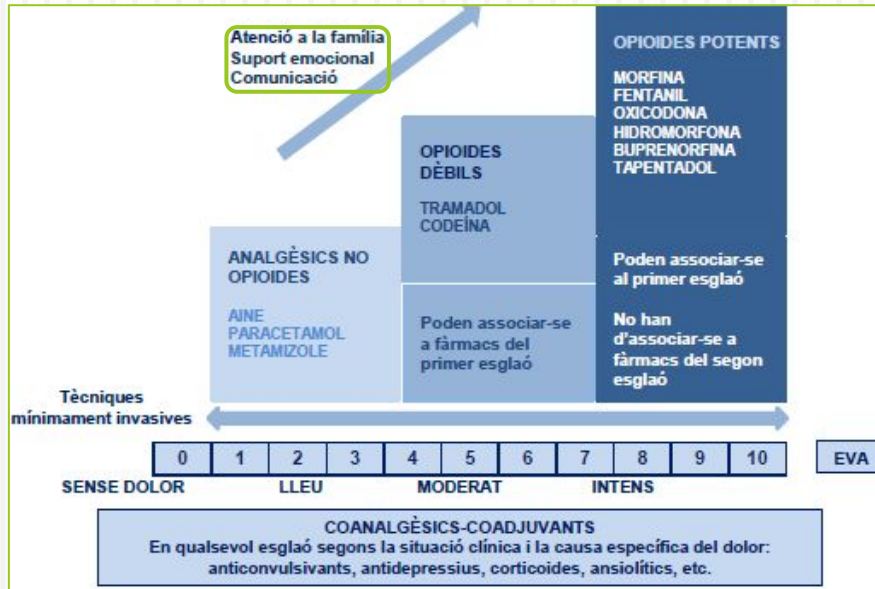 Atenció a la família
Suport emocional
Comunicació
ANALGÈSICS NO
OPIOIDES
AINE
PARACETAMOL
METAMIZOLE
OPIOIDES
DÈBILS
TRAMADOL
CODEÍNA
Poden associar-se
a fàrmacs del
primer esglaó
OPIOIDES POTENTS
MORFINA
FENTANIL
OXICODONA
HIDROMORFONA
BUPRENORFINA
TAPENTADOL
Poden associar-se
al primer esglaó
No han
d'associar-se a
fàrmacs del segon
esglaó
Tècniques
mínimament invasives
0 1 2 3 4 5 6 7 8 9 10 EVA
SENSE DOLOR LLEU MODERAT INTENS
COANALGÈSICS-COADJUVANTS
En qualsevol esglaó segons la situació clínica i la causa específica del dolor:
anticonvulsivants, antidepressius, corticoides, ansiolítics, etc.